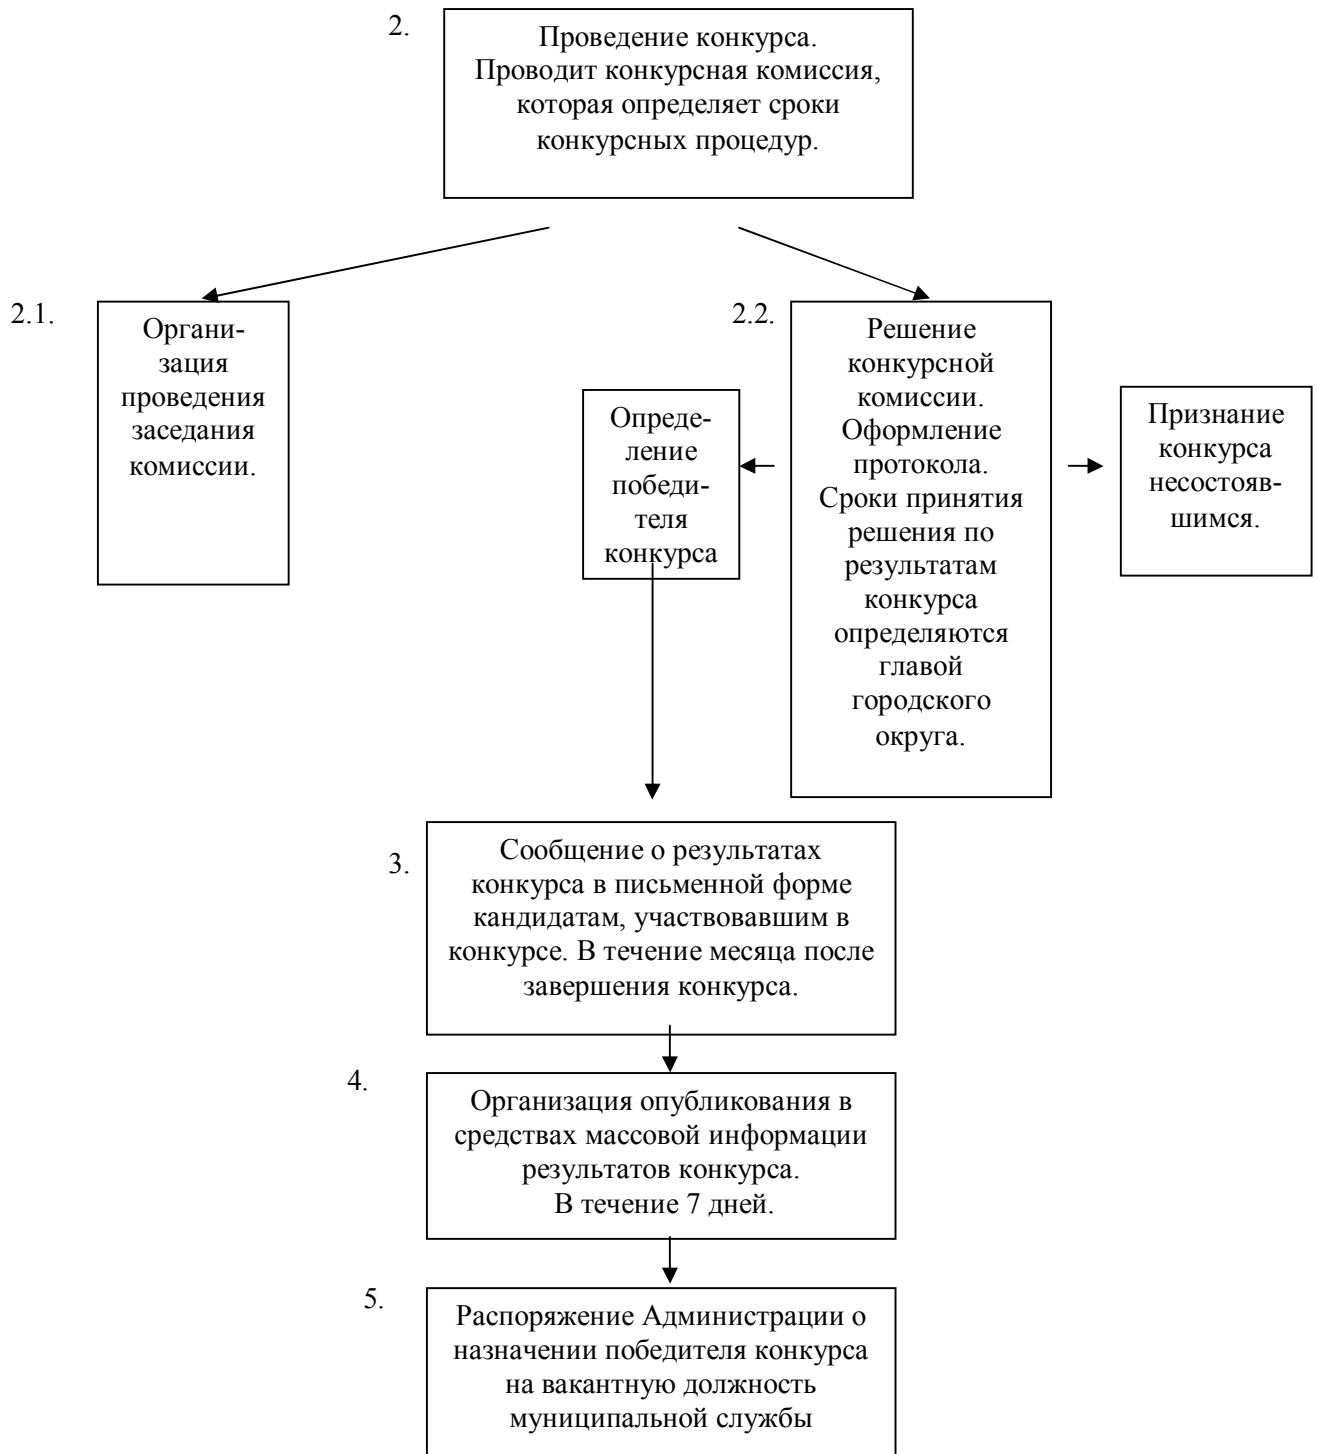 2.
Проведение конкурса.
Проводит конкурсная комиссия,
которая определяет сроки
конкурсных процедур.
2.1.
Органи-
зация
проведения
заседания
комиссии.
2.2.
Решение
конкурсной
комиссии.
Оформление
протокола.
Сроки принятия
решения по
результатам
конкурса
определяются
главой
городского
округа.
Опреде-
ление
победи-
теля
конкурса
Признание
конкурса
несостояв-
шимся.
3.
Сообщение о результатах
конкурса в письменной форме
кандидатам, участвовавшим в
конкурсе. В течение месяца после
завершения конкурса.
4.
Организация опубликования в
средствах массовой информации
результатов конкурса.
В течение 7 дней.
5.
Распоряжение Администрации о
назначении победителя конкурса
на вакантную должность
муниципальной службы